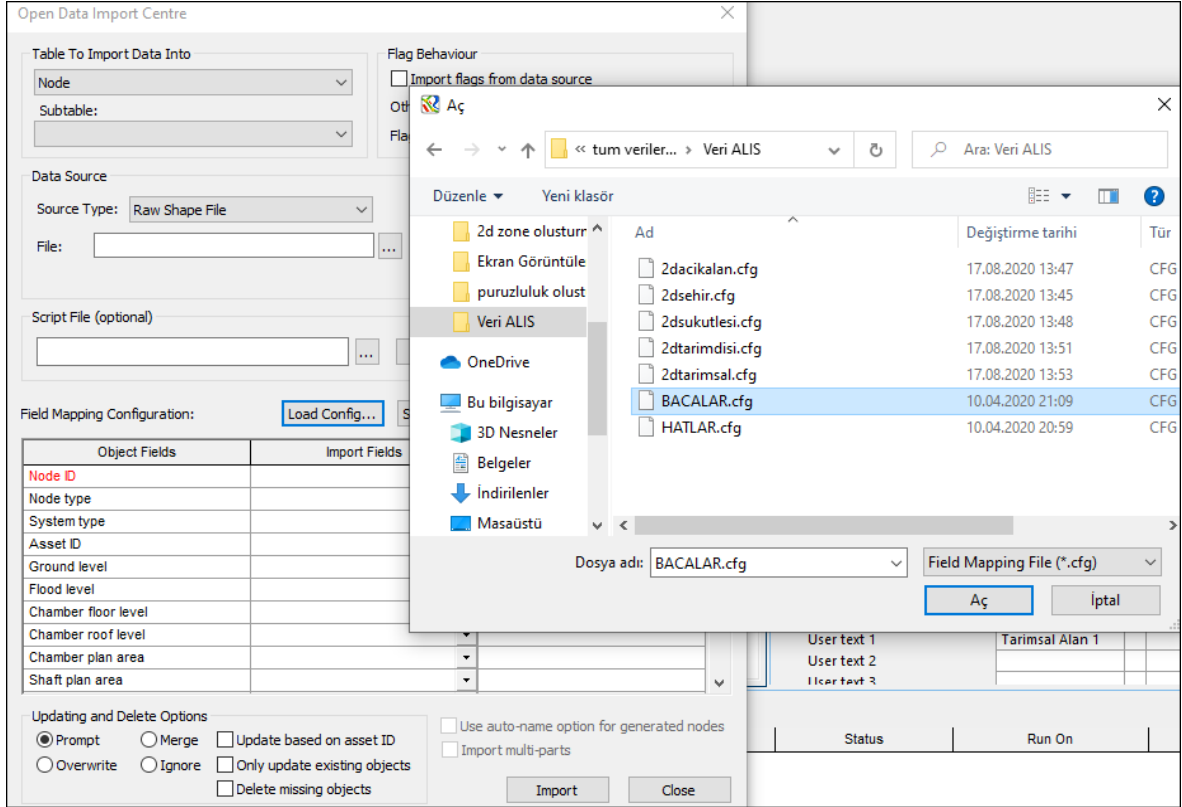 Open Data Import Centre
Table To Import Data Into
Node
Subtable:
Flag Behaviour
Import flags from data source
Data Source
Source Type: Raw Shape File
File:
...
Script File (optional)
...
Field Mapping Configuration:
Load Config...
S
Object Fields
Import Fields
Node ID
Node type
System type
Asset ID
Ground level
Flood level
Chamber floor level
Chamber roof level
Chamber plan area
Shaft plan area
Updating and Delete Options
Prompt
Merge
Update based on asset ID
Overwrite
Ignore
Only update existing objects
Delete missing objects
Use auto-name option for generated nodes
Import multi-parts
Import
Close
Aç
« tum veriler... › Veri ALIS
Ara: Veri ALIS
Düzenle
Yeni klasör
2d zone olusturr
Ekran Görüntüle
puruzluluk olust
Veri ALIS
OneDrive
Bu bilgisayar
3D Nesneler
Belgeler
İndirilenler
Masaüstü
Ad
Değiştirme tarihi
Tür
2dacikalan.cfg 17.08.2020 13:47 CFG
2dsehir.cfg 17.08.2020 13:45 CFG
2dsukutlesi.cfg 17.08.2020 13:48 CFG
2dtarimdisi.cfg 17.08.2020 13:51 CFG
2dtarimsal.cfg 17.08.2020 13:53 CFG
BACALAR.cfg 10.04.2020 21:09 CFG
HATLAR.cfg 10.04.2020 20:59 CFG
Dosya adı: BACALAR.cfg
Field Mapping File (*.cfg)
Aç
İptal
User text 1 Tarimsal Alan 1
User text 2
User text 3
Status
Run On